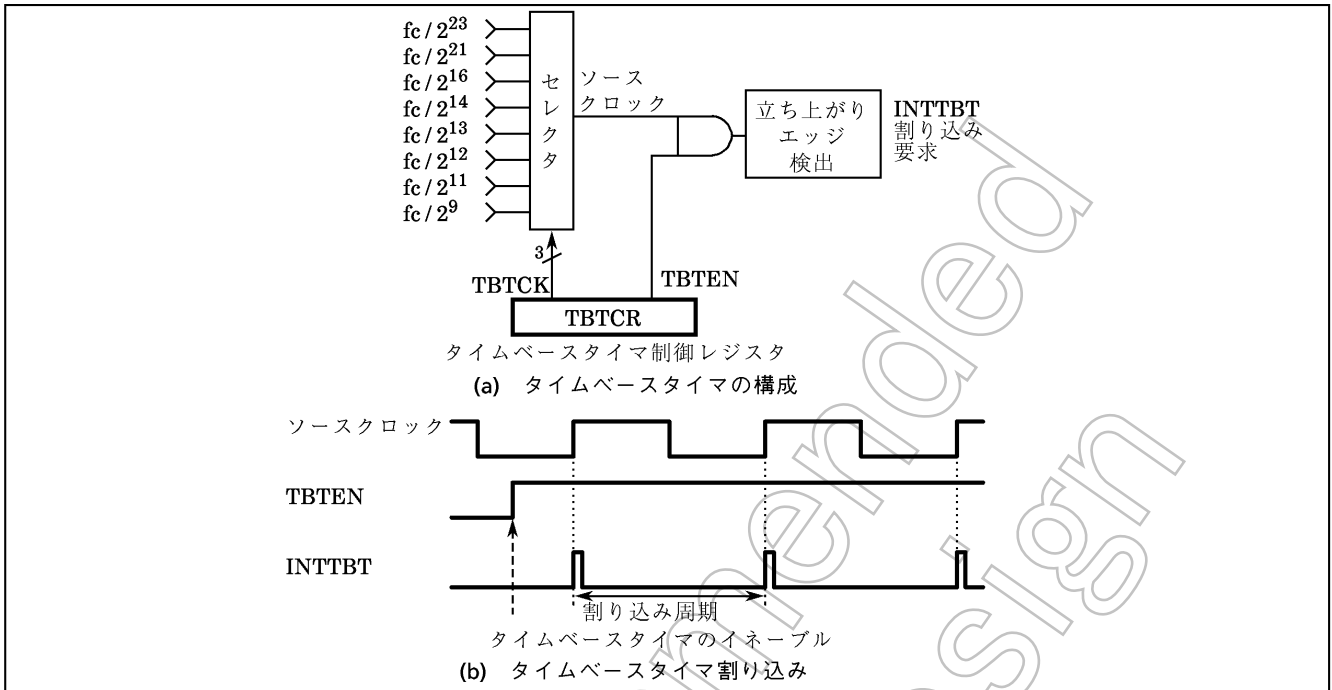 fc / 2^23
fc / 2^21
fc / 2^16
fc / 2^14
fc / 2^13
fc / 2^12
fc / 2^11
fc / 2^9
セレクタ
ソース
クロック
立ち上がり
エッジ
検出
INTTBT
割り込み
要求
3
TBTCK
TBTEN
TBTCR
タイムベースタイマ制御レジスタ
(a) タイムベースタイマの構成
ソースクロック
TBTEN
INTTBT
割り込み周期
タイムベースタイマのイネーブル
(b) タイムベースタイマ割り込み
mmended
esign